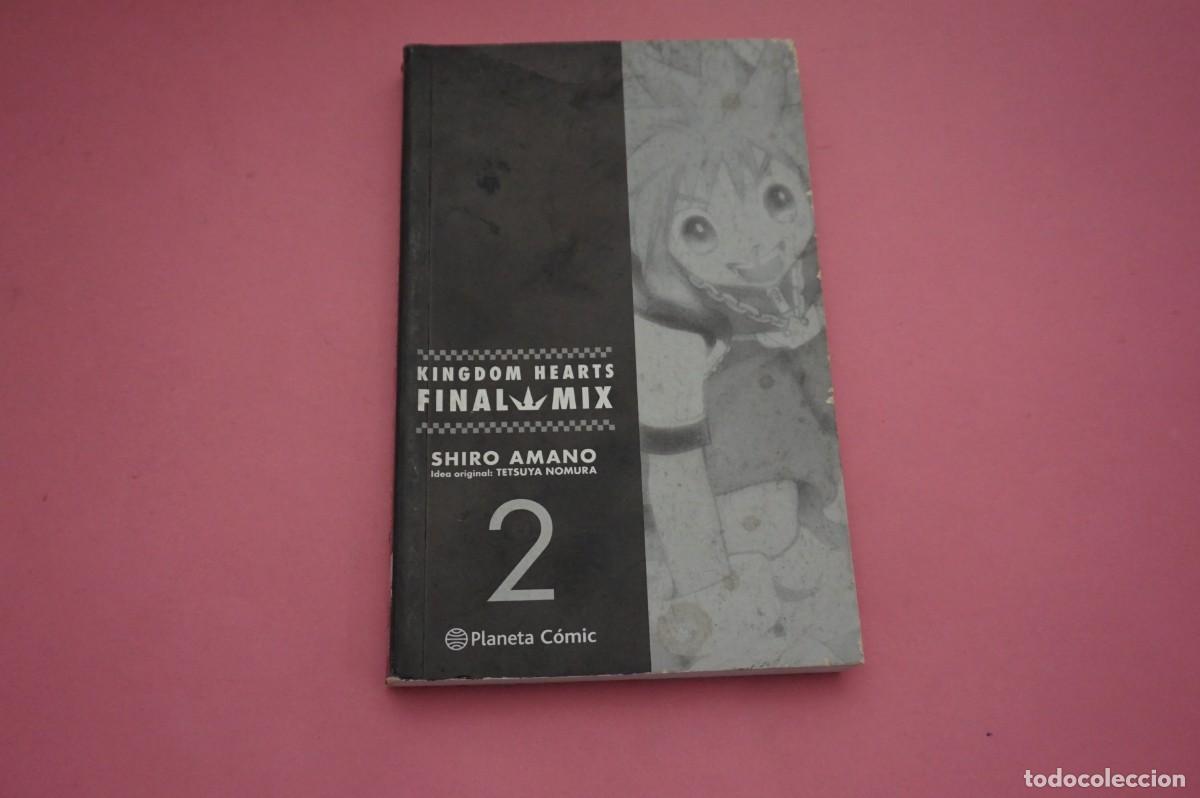 KINGDOM HEARTS
FINAL MIX
SHIRO AMANO
Idea original: TETSUYA NOMURA
2
Planeta Cómic
todocoleccion